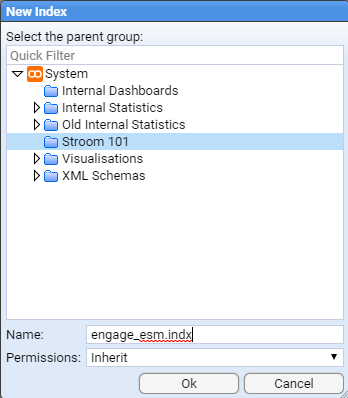 New Index
Select the parent group:
Quick Filter
System
Internal Dashboards
Internal Statistics
Old Internal Statistics
Stroom 101
Visualisations
XML Schemas
Name: engage_esm.indx
Permissions: Inherit
Ok Cancel